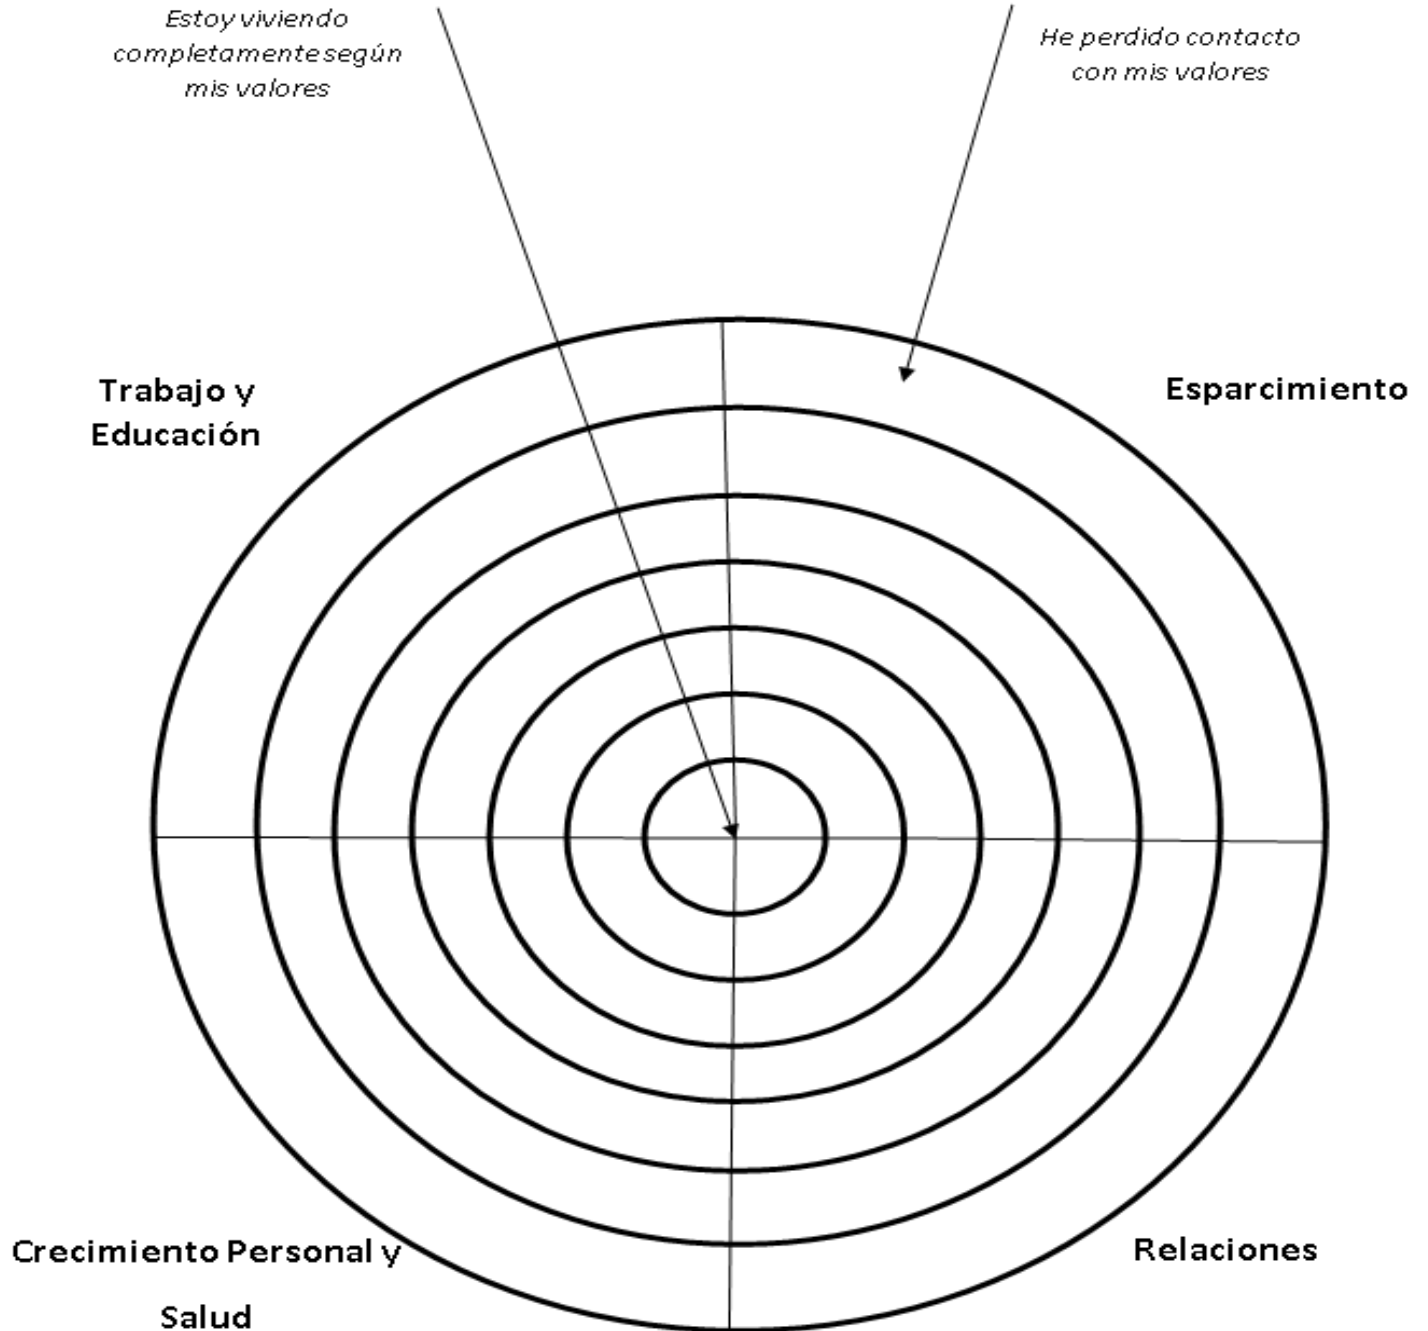 Estoy viviendo
completamente según
mis valores
He perdido contacto
con mis valores
Trabajo y
Educación
Esparcimiento
Crecimiento Personal y
Salud
Relaciones